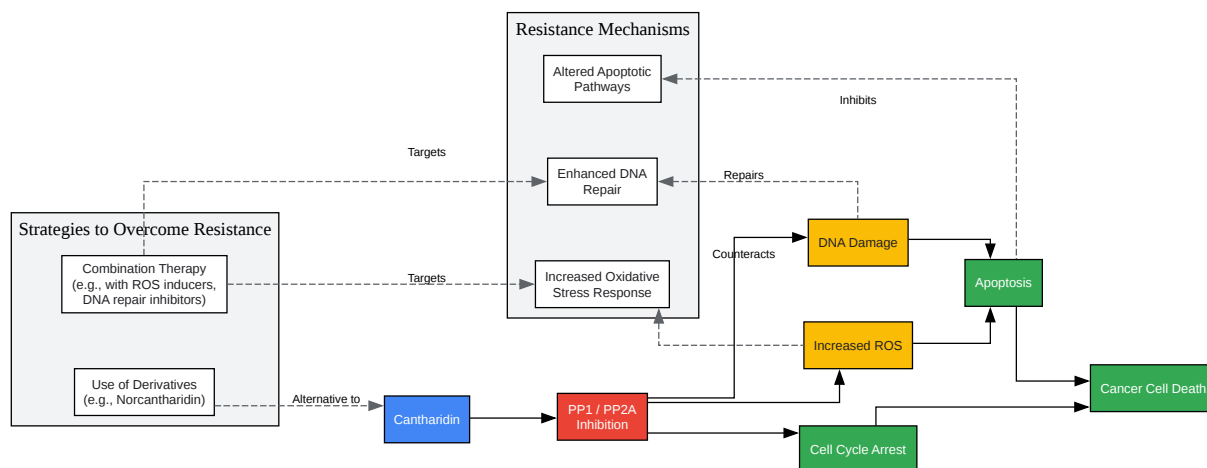 Resistance Mechanisms
Altered Apoptotic
Pathways
Inhibits
Targets
Enhanced DNA
Repair
Repairs
Strategies to Overcome Resistance
DNA Damage
Counteracts
Combination Therapy
(e.g., with ROS inducers,
DNA repair inhibitors)
Targets
Increased Oxidative
Stress Response
Apoptosis
Increased ROS
Use of Derivatives
(e.g., Norcantharidin)
Alternative to
Cantharidin
PP1 / PP2A
Inhibition
Cancer Cell Death
Cell Cycle Arrest